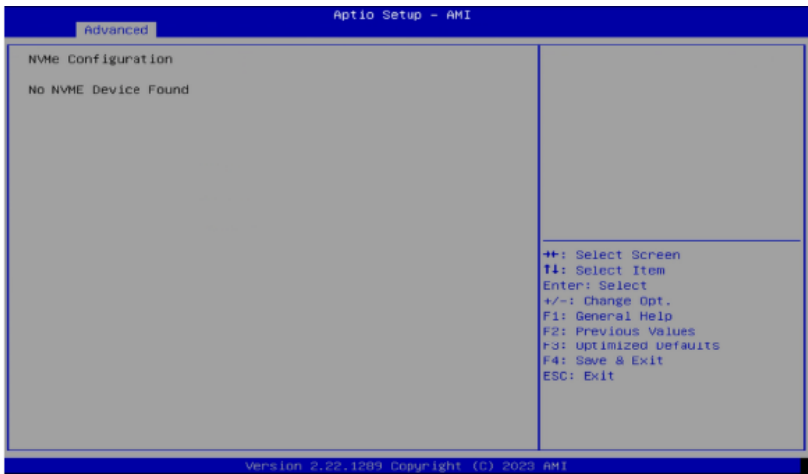 Aptio Setup - AMI
Advanced
NVMe Configuration
No NVME Device Found
→←: Select Screen
↑↓: Select Item
Enter: Select
+/-: Change Opt.
F1: General Help
F2: Previous Values
F3: Optimized Defaults
F4: Save & Exit
ESC: Exit
Version 2.22.1289 Copyright (C) 2023 AMI